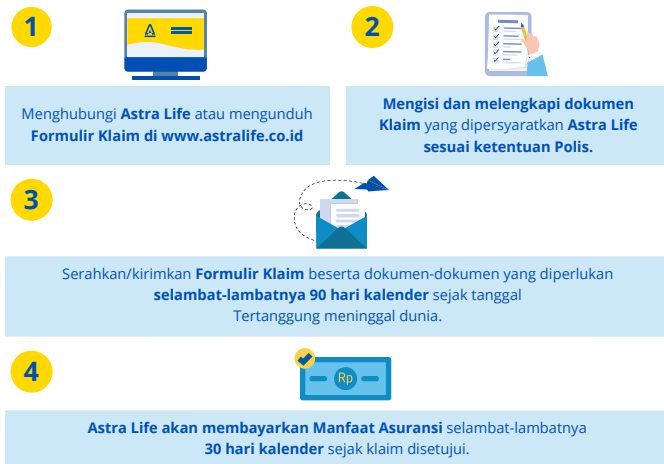 1
Menghubungi Astra Life atau mengunduh
Formulir Klaim di www.astralife.co.id
2
Mengisi dan melengkapi dokumen
Klaim yang dipersyaratkan Astra Life
sesuai ketentuan Polis.
3
Serahkan/kirimkan Formulir Klaim beserta dokumen-dokumen yang diperlukan
selambat-lambatnya 90 hari kalender sejak tanggal
Tertanggung meninggal dunia.
4
Rp
Astra Life akan membayarkan Manfaat Asuransi selambat-lambatnya
30 hari kalender sejak klaim disetujui.